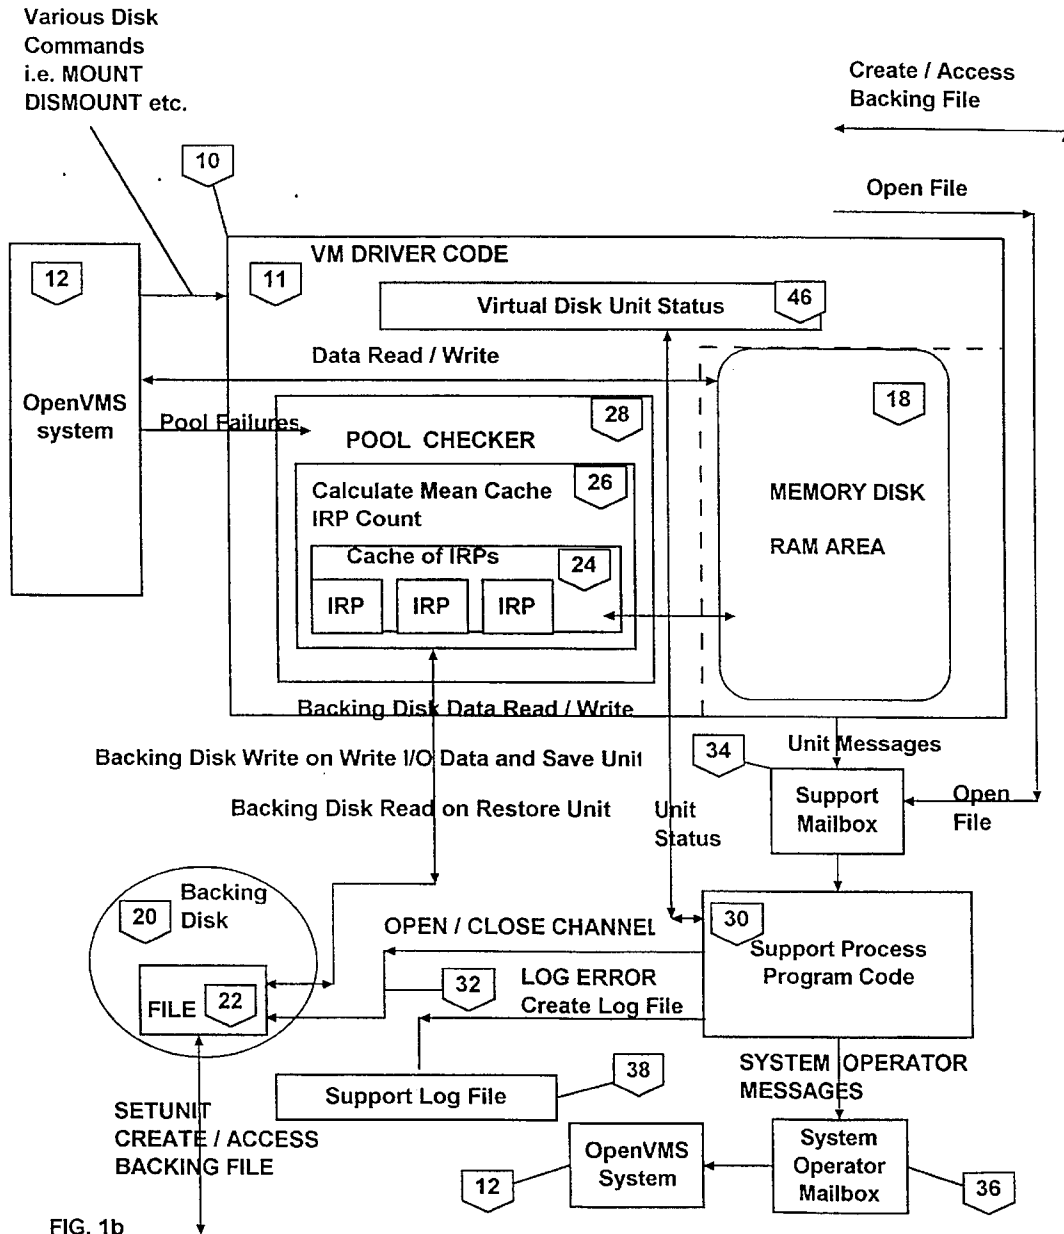 Various Disk
Commands
i.e. MOUNT
DISMOUNT etc.
Create / Access
Backing File
10
Open File
12
VM DRIVER CODE
11
46
Virtual Disk Unit Status
Data Read / Write
OpenVMS
system
Pool Failures
28
18
POOL CHECKER
26
Calculate Mean Cache
IRP Count
MEMORY DISK
RAM AREA
Cache of IRPs
24
IRP
IRP
IRP
Backing Disk Data Read / Write
Backing Disk Write on Write I/O Data and Save Unit
34
Unit Messages
Backing Disk Read on Restore Unit
Unit
Status
Support
Mailbox
Open
File
Backing
Disk
20
OPEN / CLOSE CHANNEL
30
Support Process
Program Code
LOG ERROR
Create Log File
32
FILE
22
38
Support Log File
SYSTEM OPERATOR
MESSAGES
SETUNIT
CREATE / ACCESS
BACKING FILE
OpenVMS
System
System
Operator
Mailbox
12
36
FIG. 1b